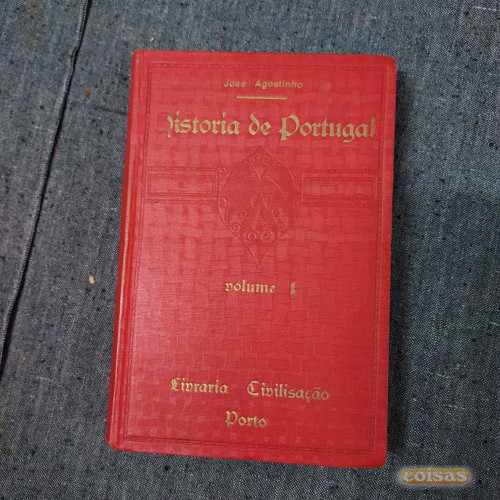 José Agostinho
Historia de Portugal
volume I
Livraria Civilisação
Porto
coisas